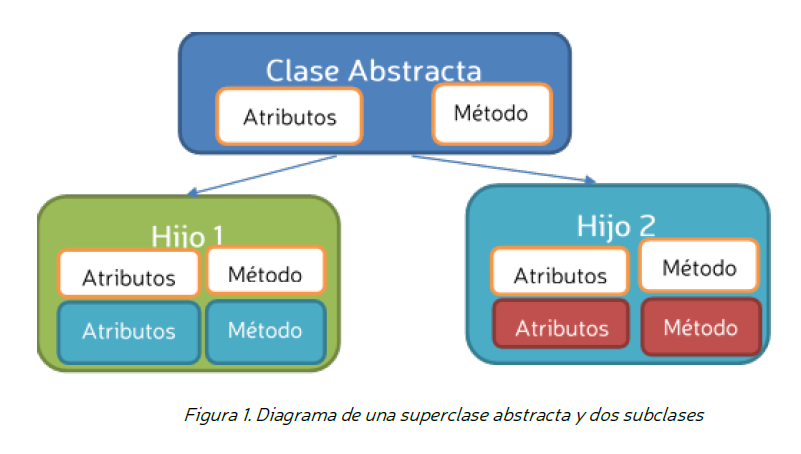 Clase Abstracta
Atributos
Método
Hijo 1
Atributos
Método
Atributos
Método
Hijo 2
Atributos
Método
Atributos
Método
Figura 1. Diagrama de una superclase abstracta y dos subclases